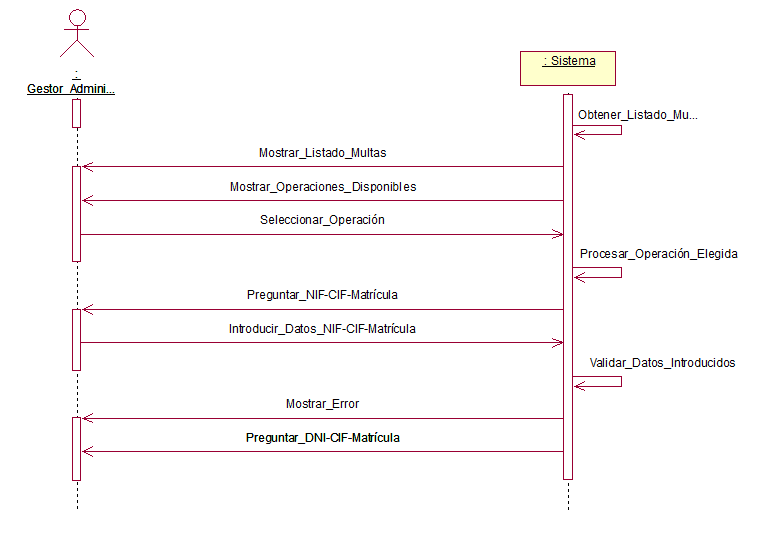 :
Gestor_Admini...
: Sistema
Obtener_Listado_Mu...
Mostrar_Listado_Multas
Mostrar_Operaciones_Disponibles
Seleccionar_Operación
Procesar_Operación_Elegida
Preguntar_NIF-CIF-Matrícula
Introducir_Datos_NIF-CIF-Matrícula
Validar_Datos_Introducidos
Mostrar_Error
Preguntar_DNI-CIF-Matrícula